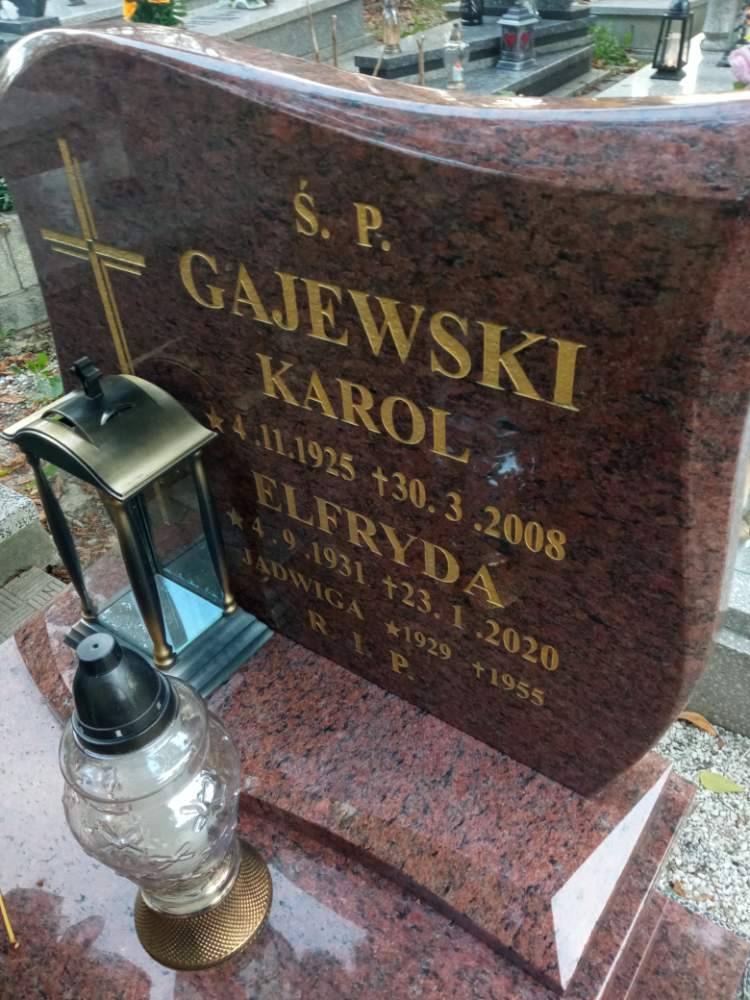 Ś. P.
GAJEWSKI
KAROL
★4.11.1925 †30.3.2008
ELFRYDA
★4.9.1931 †23.1.2020
JADWIGA ★1929 †1955
R. I. P.